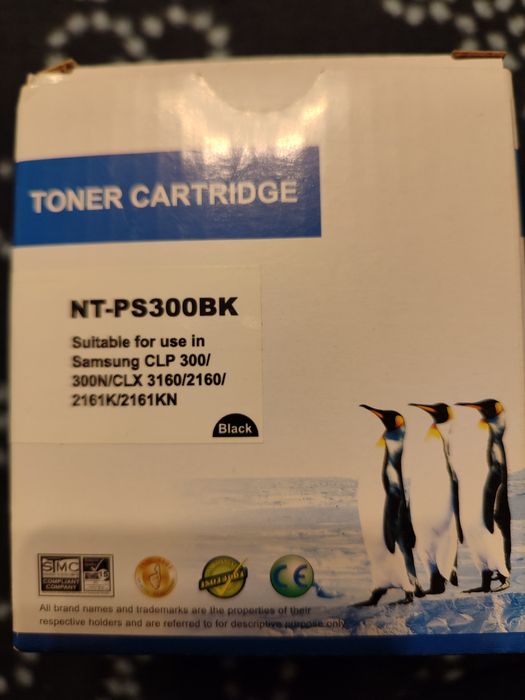 TONER CARTRIDGE
NT-PS300BK
Suitable for use in
Samsung CLP 300/
300N/CLX 3160/2160/
2161K/2161KN
Black
STMC
COMPLIANT
COMPANY
CE
All brand names and trademarks are the properties of their
respective holders and are referred to for descriptive purpose only